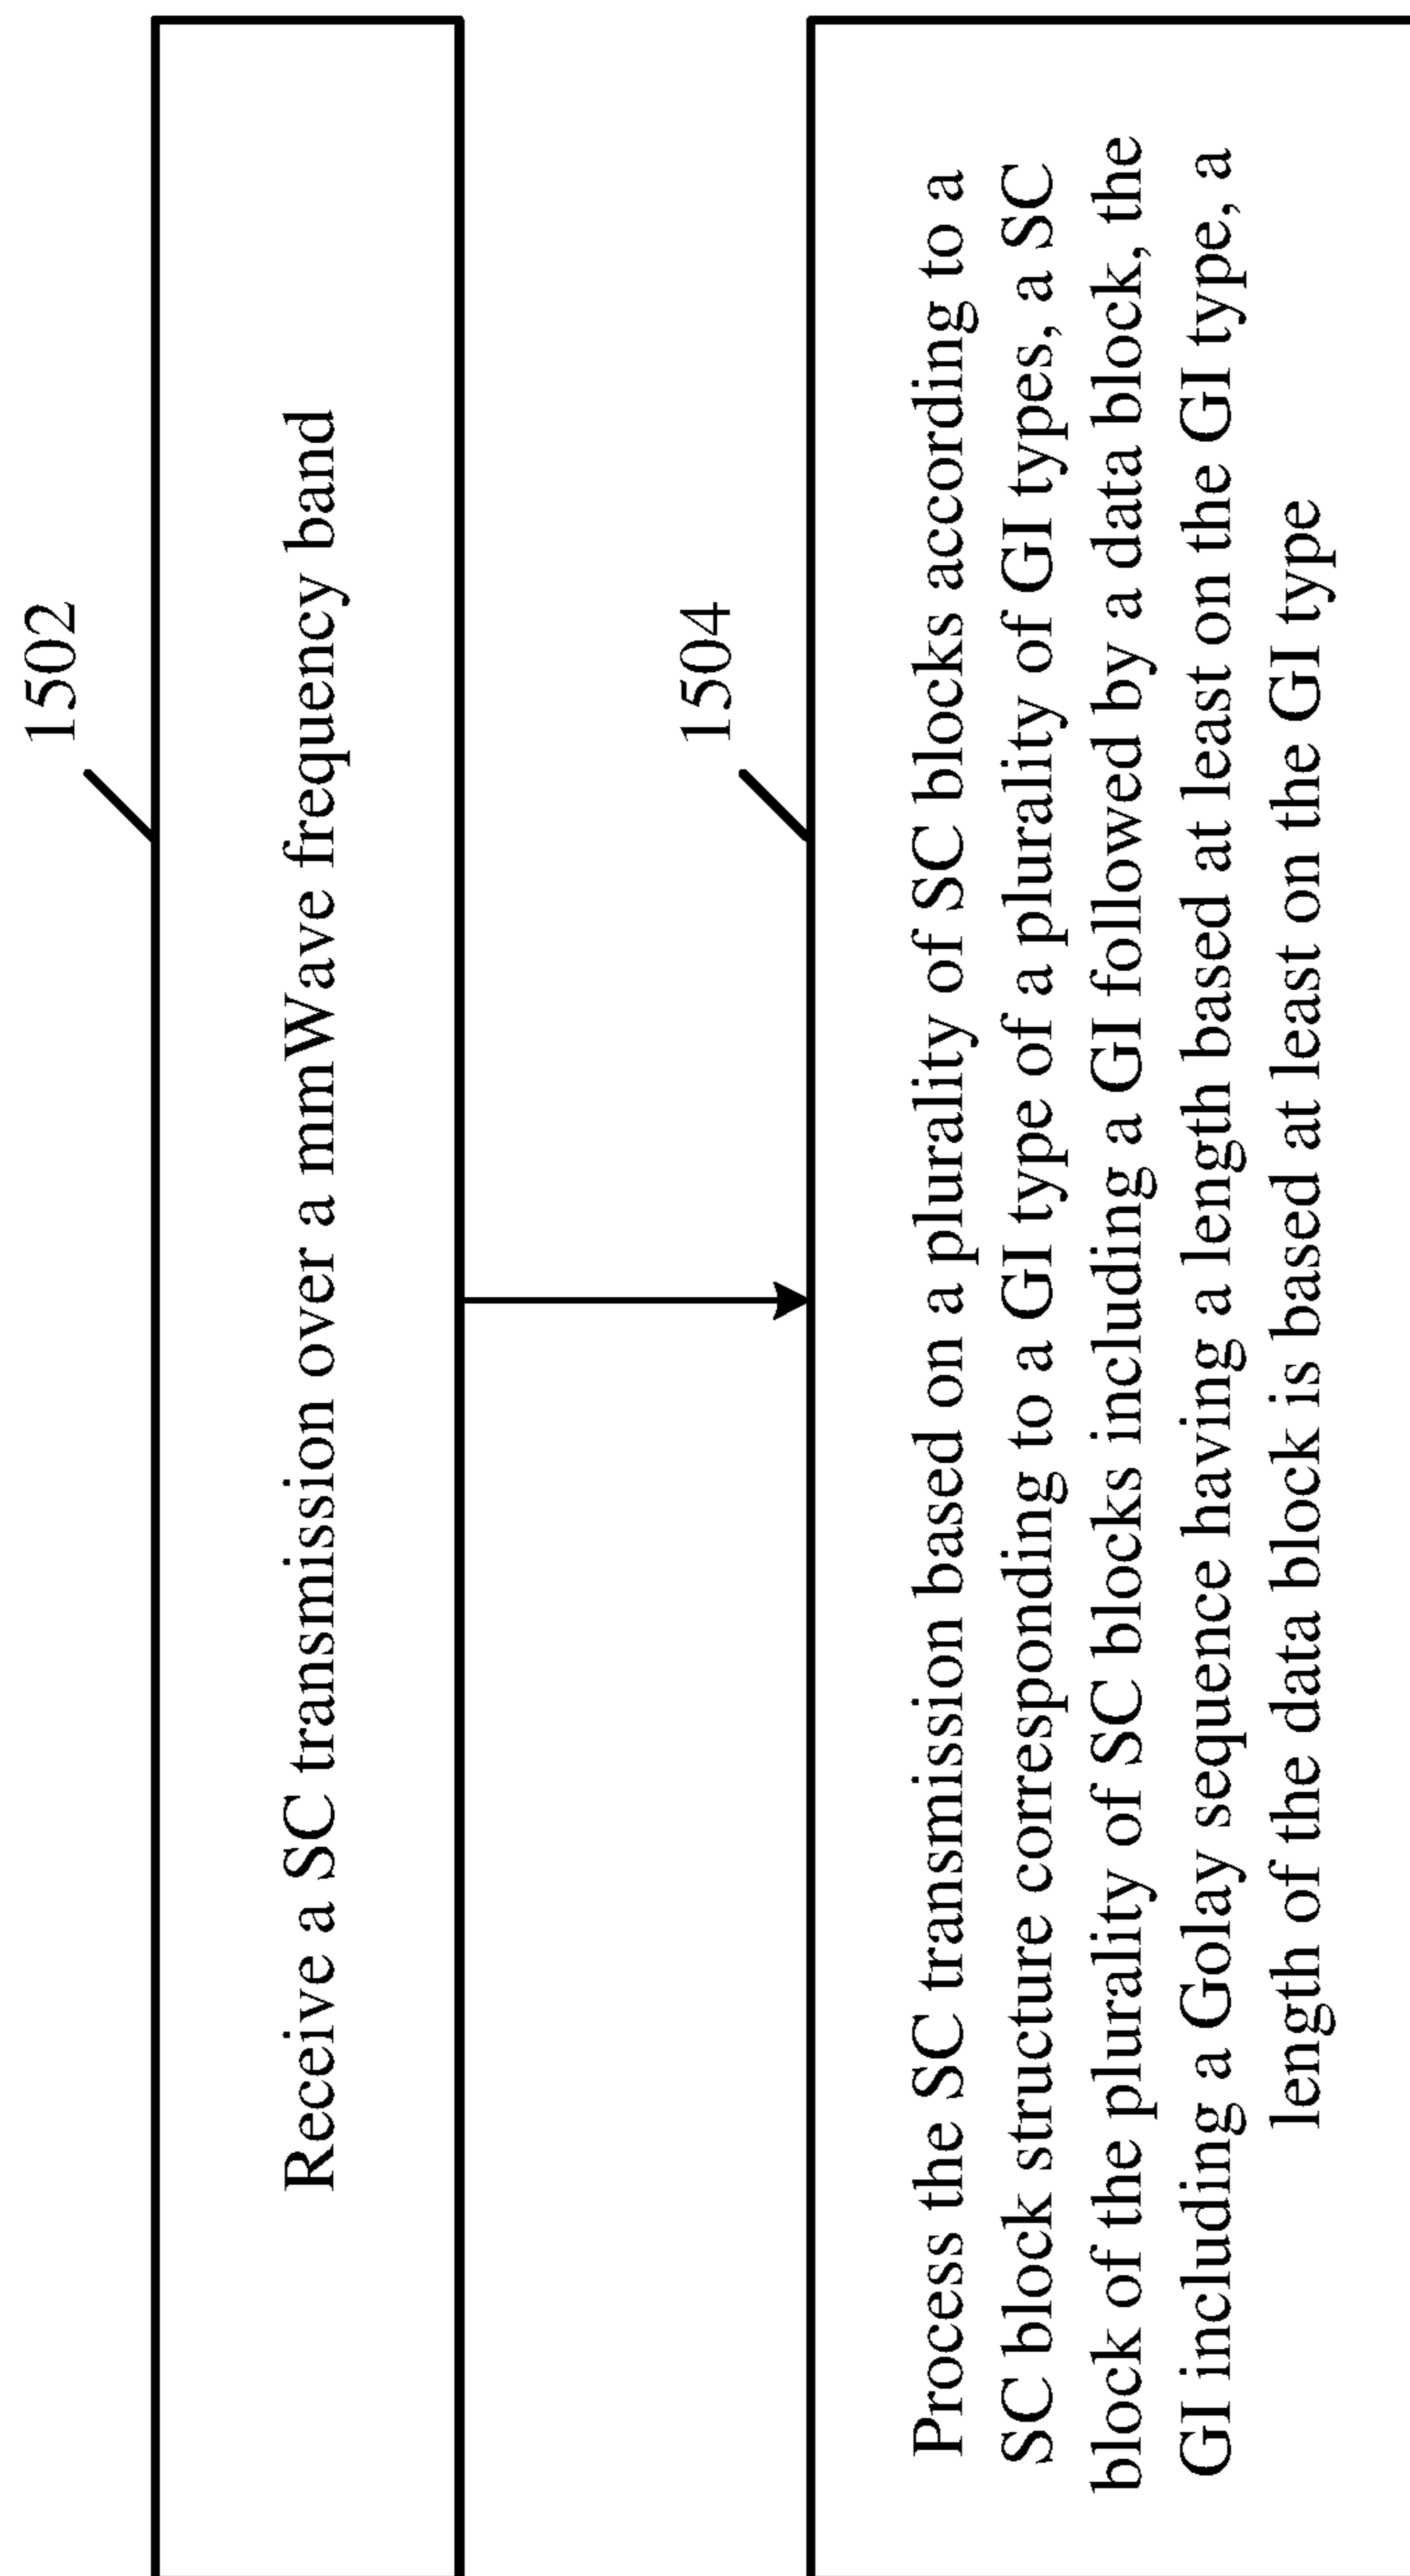 1502
Receive a SC transmission over a mmWave frequency band
1504
Process the SC transmission based on a plurality of SC blocks according to a
SC block structure corresponding to a GI type of a plurality of GI types, a SC
block of the plurality of SC blocks including a GI followed by a data block, the
GI including a Golay sequence having a length based at least on the GI type, a
length of the data block is based at least on the GI type